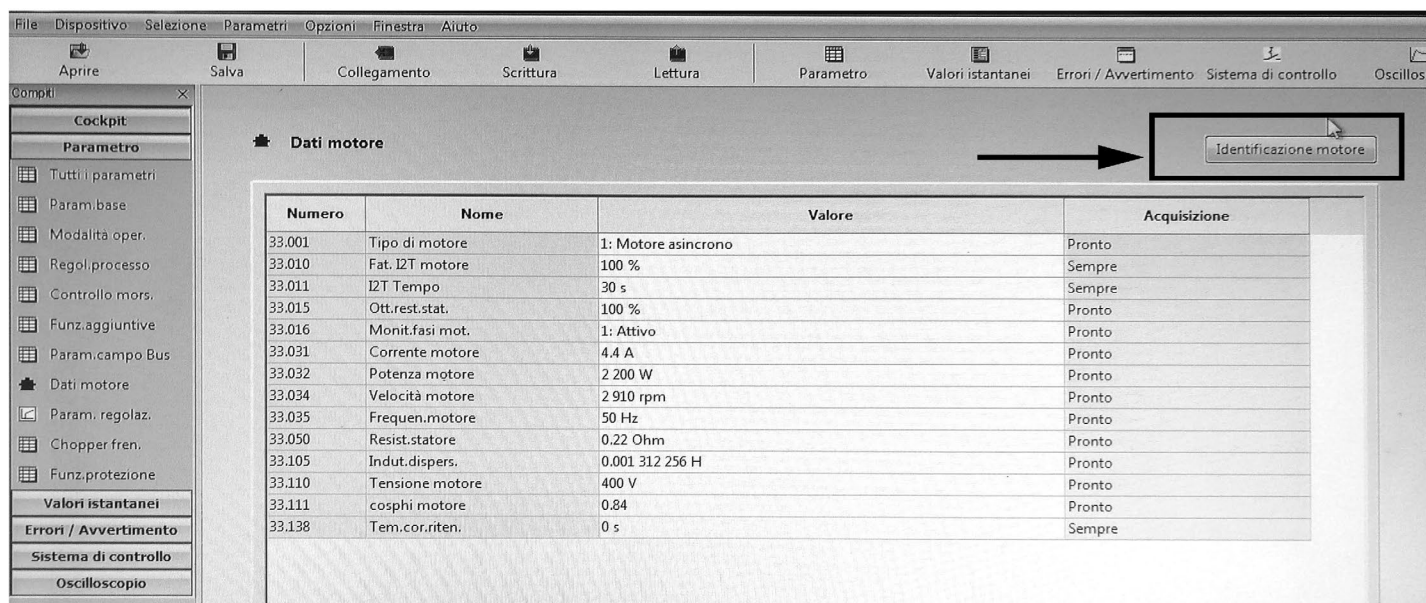 File Dispositivo Selezione Parametri Opzioni Finestra Aiuto
Aprire Salva Collegamento Scrittura Lettura Parametro Valori istantanei Errori / Avvertimento Sistema di controllo Oscillos
Compiti
Cockpit
Parametro
Tutti i parametri
Param.base
Modalità oper.
Regol.processo
Controllo mors.
Funz.aggiuntive
Param.campo Bus
Dati motore
Param. regolaz.
Chopper fren.
Funz.protezione
Valori istantanei
Errori / Avvertimento
Sistema di controllo
Oscilloscopio
Dati motore
Identificazione motore
Numero Nome Valore Acquisizione
33.001 Tipo di motore 1: Motore asincrono Pronto
33.010 Fat. I2T motore 100 % Sempre
33.011 I2T Tempo 30 s Sempre
33.015 Ott.rest.stat. 100 % Pronto
33.016 Monit.fasi mot. 1: Attivo Pronto
33.031 Corrente motore 4.4 A Pronto
33.032 Potenza motore 2 200 W Pronto
33.034 Velocità motore 2 910 rpm Pronto
33.035 Frequen.motore 50 Hz Pronto
33.050 Resist.statore 0.22 Ohm Pronto
33.105 Indut.dispers. 0.001 312 256 H Pronto
33.110 Tensione motore 400 V Pronto
33.111 cosphi motore 0.84 Pronto
33.138 Tem.cor.riten. 0 s Sempre